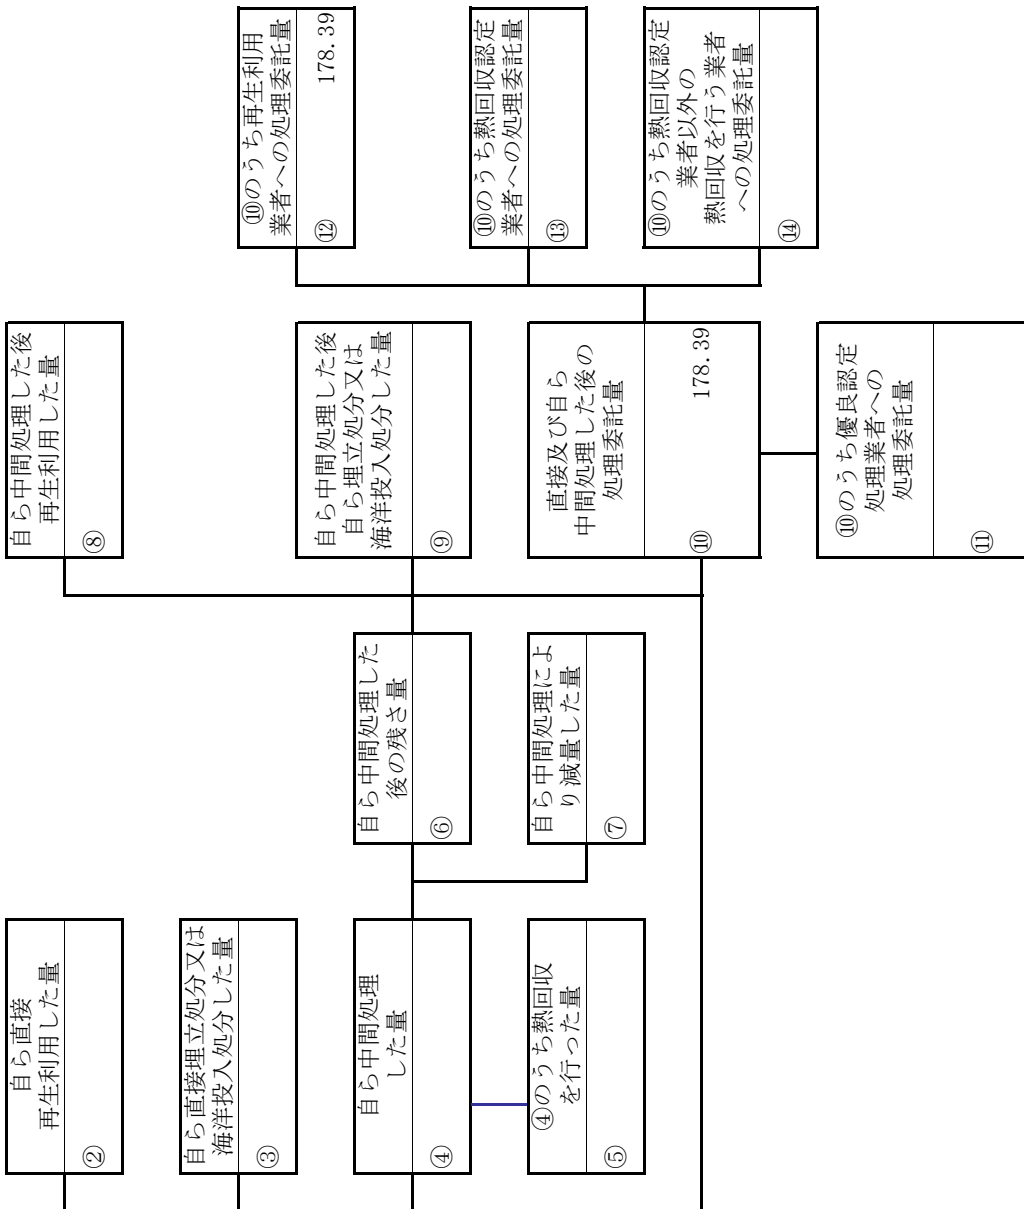 自ら直接
再生利用した量
②
自ら直接埋立処分又は
海洋投入処分した量
③
自ら中間処理
した量
④
④のうち熱回収
を行った量
⑤
自ら中間処理した
後の残さ量
⑥
自ら中間処理によ
り減量した量
⑦
自ら中間処理した後
再生利用した量
⑧
自ら中間処理した後
自ら埋立処分又は
海洋投入処分した量
⑨
直接及び自ら
中間処理した後の
処理委託量
⑩ 178.39
⑩のうち優良認定
処理業者への
処理委託量
⑪
⑩のうち再生利用
業者への処理委託量
⑫ 178.39
⑩のうち熱回収認定
業者への処理委託量
⑬
⑩のうち熱回収認定
業者以外の
熱回収を行う業者
への処理委託量
⑭